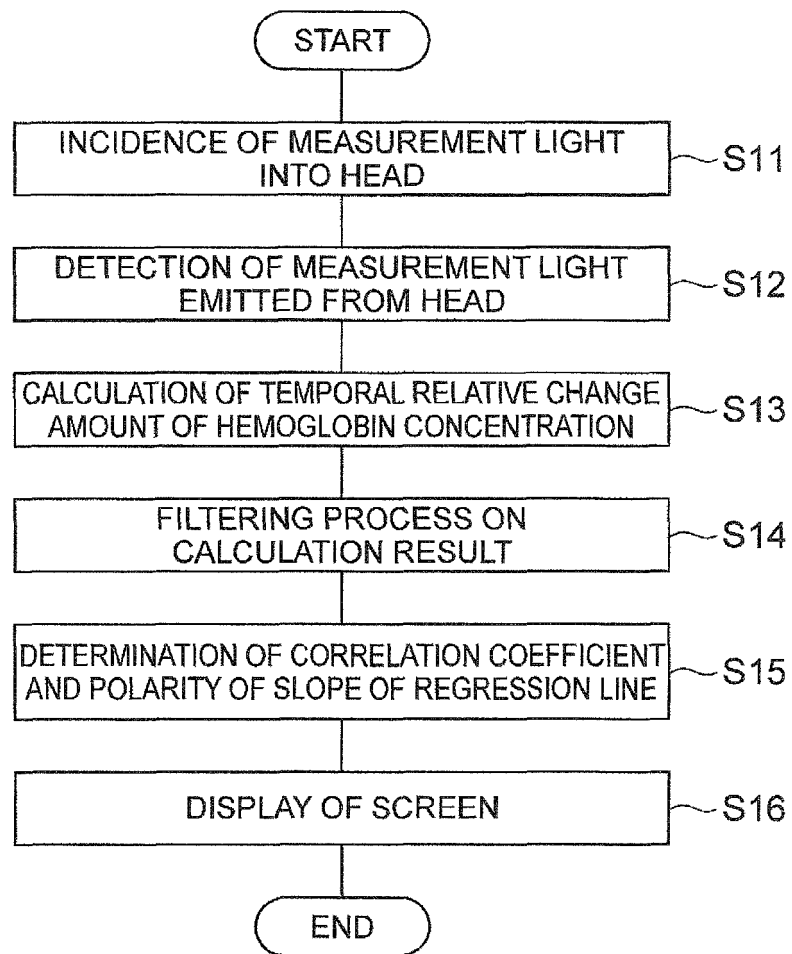 START
INCIDENCE OF MEASUREMENT LIGHT
INTO HEAD
S11
DETECTION OF MEASUREMENT LIGHT
EMITTED FROM HEAD
S12
CALCULATION OF TEMPORAL RELATIVE CHANGE
AMOUNT OF HEMOGLOBIN CONCENTRATION
S13
FILTERING PROCESS ON
CALCULATION RESULT
S14
DETERMINATION OF CORRELATION COEFFICIENT
AND POLARITY OF SLOPE OF REGRESSION LINE
S15
DISPLAY OF SCREEN
S16
END